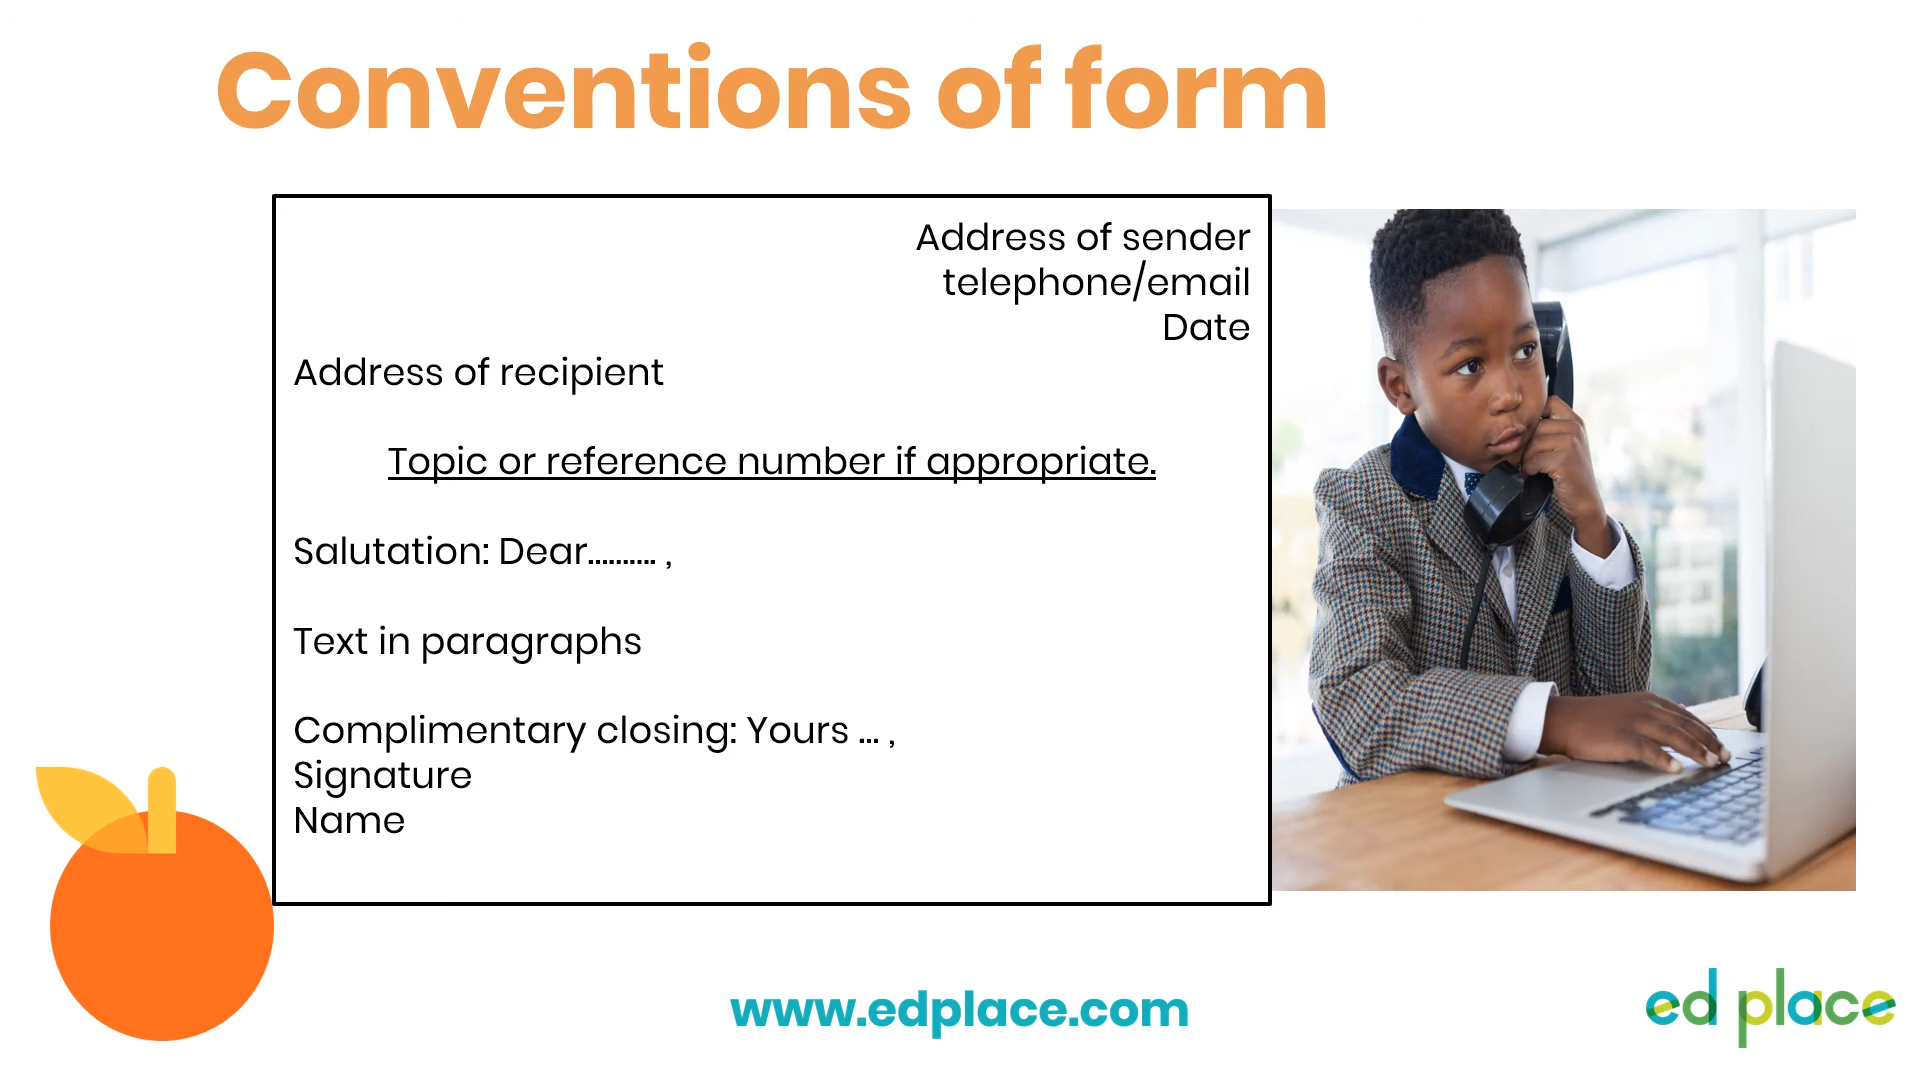 Conventions of form
Address of sender
telephone/email
Date
Address of recipient
Topic or reference number if appropriate.
Salutation: Dear.......... ,
Text in paragraphs
Complimentary closing: Yours ... ,
Signature
Name
www.edplace.com
ed place